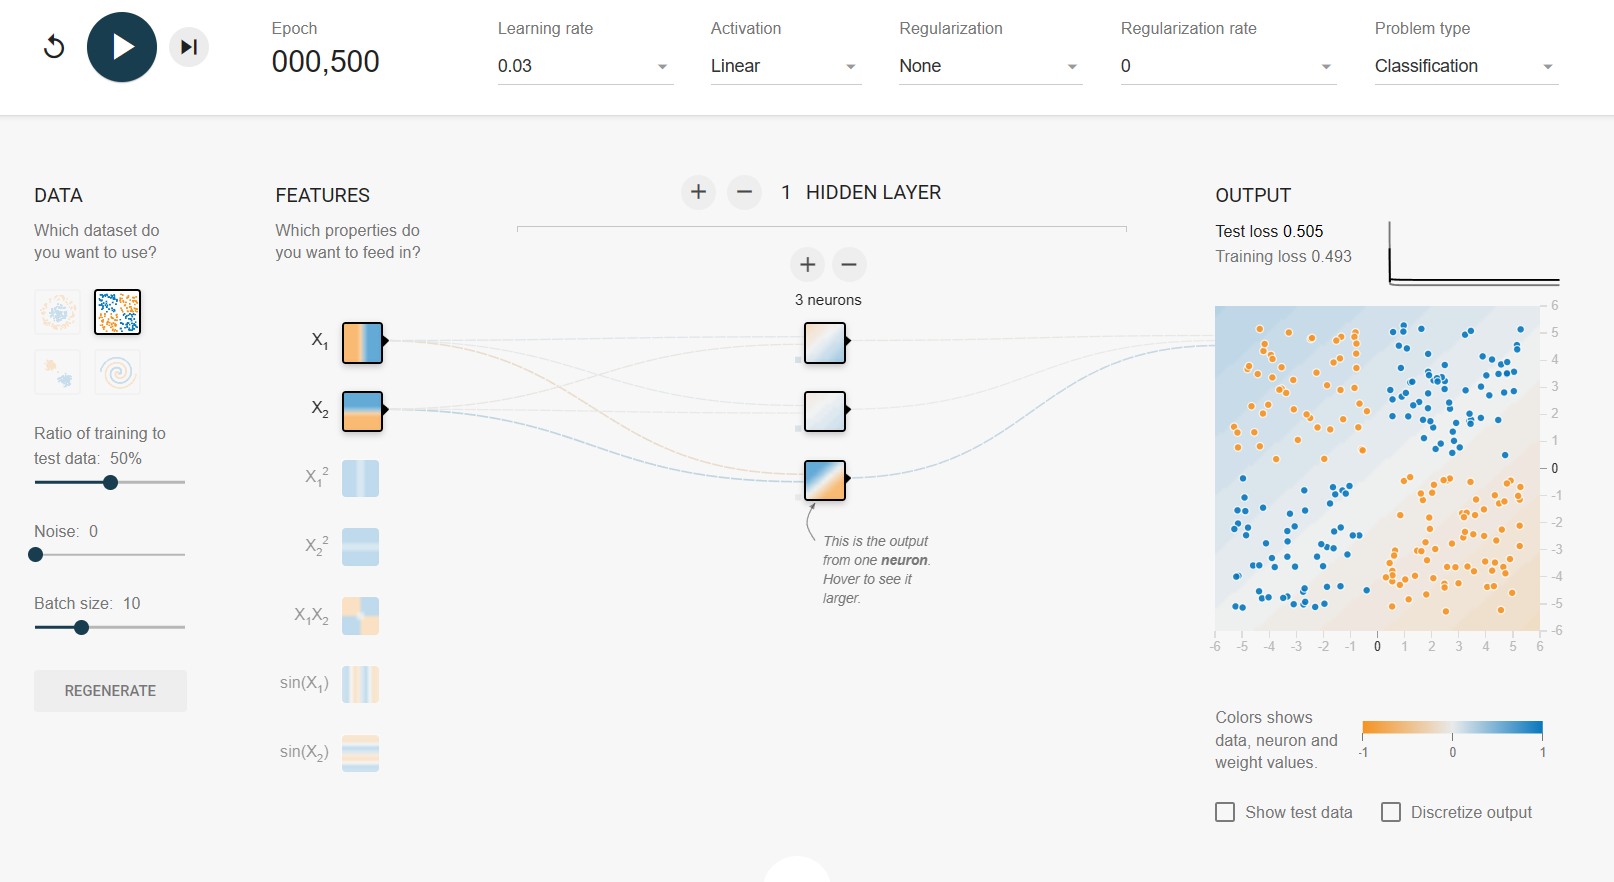 Epoch
000,500
Learning rate
0.03
Activation
Linear
Regularization
None
Regularization rate
0
Problem type
Classification
DATA
Which dataset do
you want to use?
Ratio of training to
test data: 50%
Noise: 0
Batch size: 10
REGENERATE
FEATURES
Which properties do
you want to feed in?
X1
X2
X1²
X2²
X1X2
sin(X1)
sin(X2)
1 HIDDEN LAYER
3 neurons
This is the output
from one neuron.
Hover to see it
larger.
OUTPUT
Test loss 0.505
Training loss 0.493
6
5
4
3
2
1
0
-1
-2
-3
-4
-5
-6
-6 -5 -4 -3 -2 -1 0 1 2 3 4 5 6
Colors shows
data, neuron and
weight values.
-1 0 1
Show test data
Discretize output